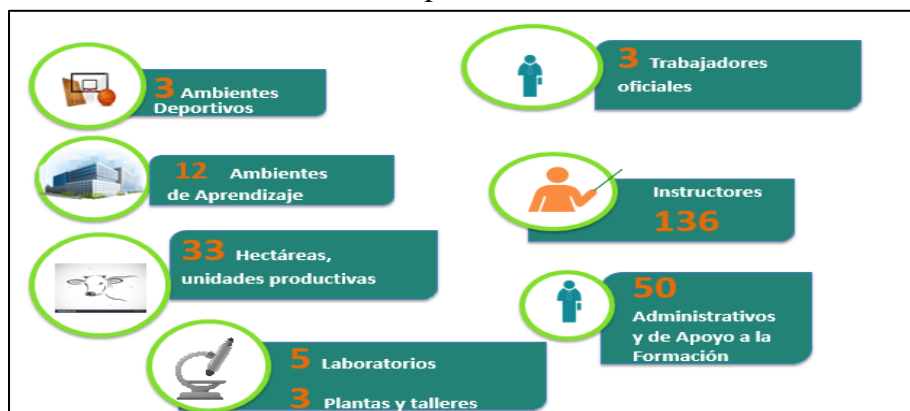 3 Ambientes
Deportivos
12 Ambientes
de Aprendizaje
33 Hectáreas,
unidades productivas
5 Laboratorios
3 Plantas y talleres
3 Trabajadores
oficiales
Instructores
136
50
Administrativos
y de Apoyo a la
Formación